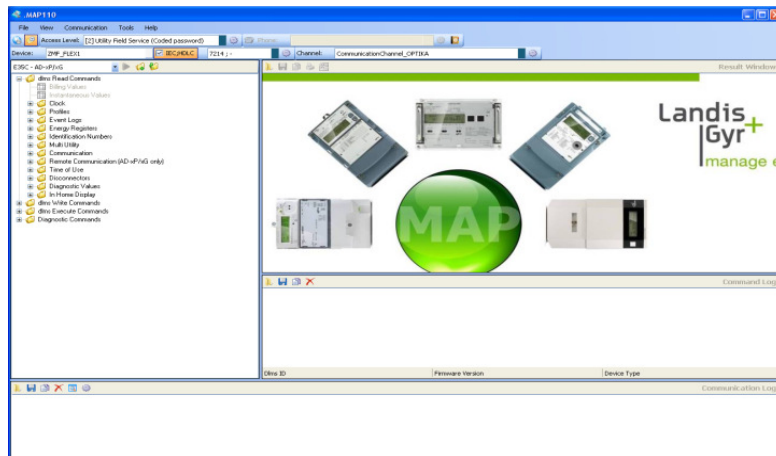 .MAP110
File View Communication Tools Help
Access Level: [2] Utility Field Service (Coded password) Phone:
Device: ZMF_FLEX1 IEC/HDLC 7214 ; - Channel: CommunicationChannel_OPTIKA
E35C - AD-xP/xG
Result Window
dlms Read Commands
Billing Values
Instantaneous Values
Clock
Profiles
Event Logs
Energy Registers
Identification Numbers
Multi Utility
Communication
Remote Communication (AD-xP/xG only)
Time of Use
Disconnectors
Diagnostic Values
In Home Display
dlms Write Commands
dlms Execute Commands
Diagnostic Commands
Landis
Gyr+
manage e
.MAP
Command Log
Dlms ID Firmware Version Device Type
Communication Log